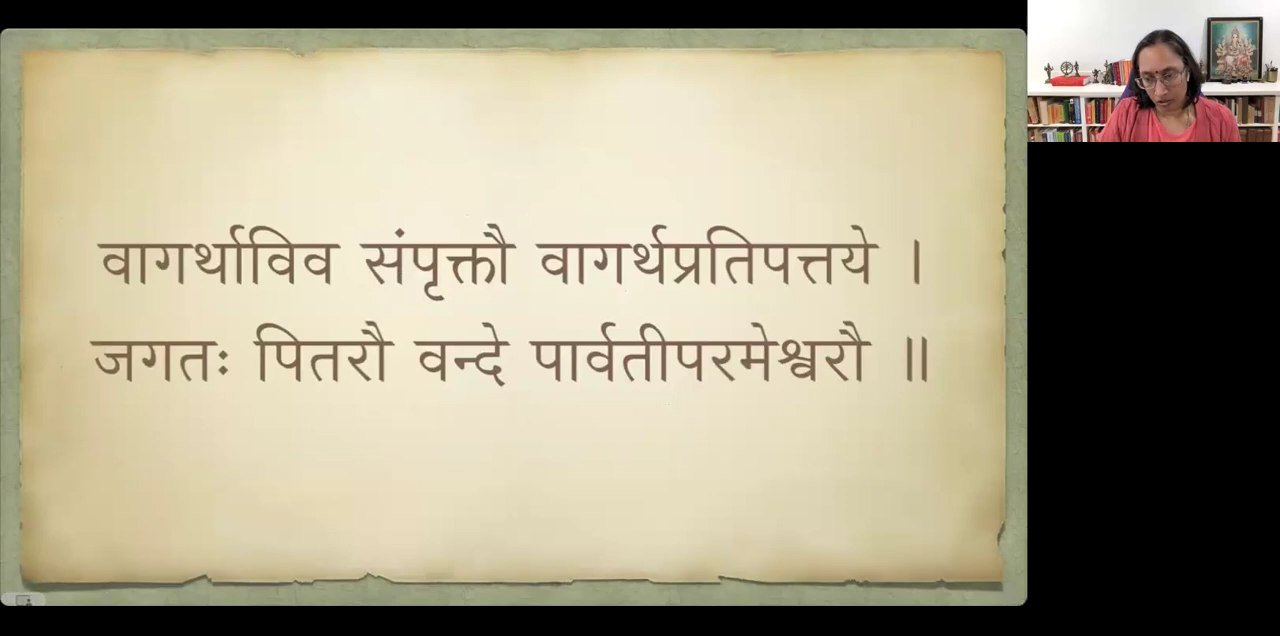 वागर्थाविव संपृक्तौ वागर्थप्रतिपत्तये ।
जगतः पितरौ वन्दे पार्वतीपरमेश्वरौ ॥